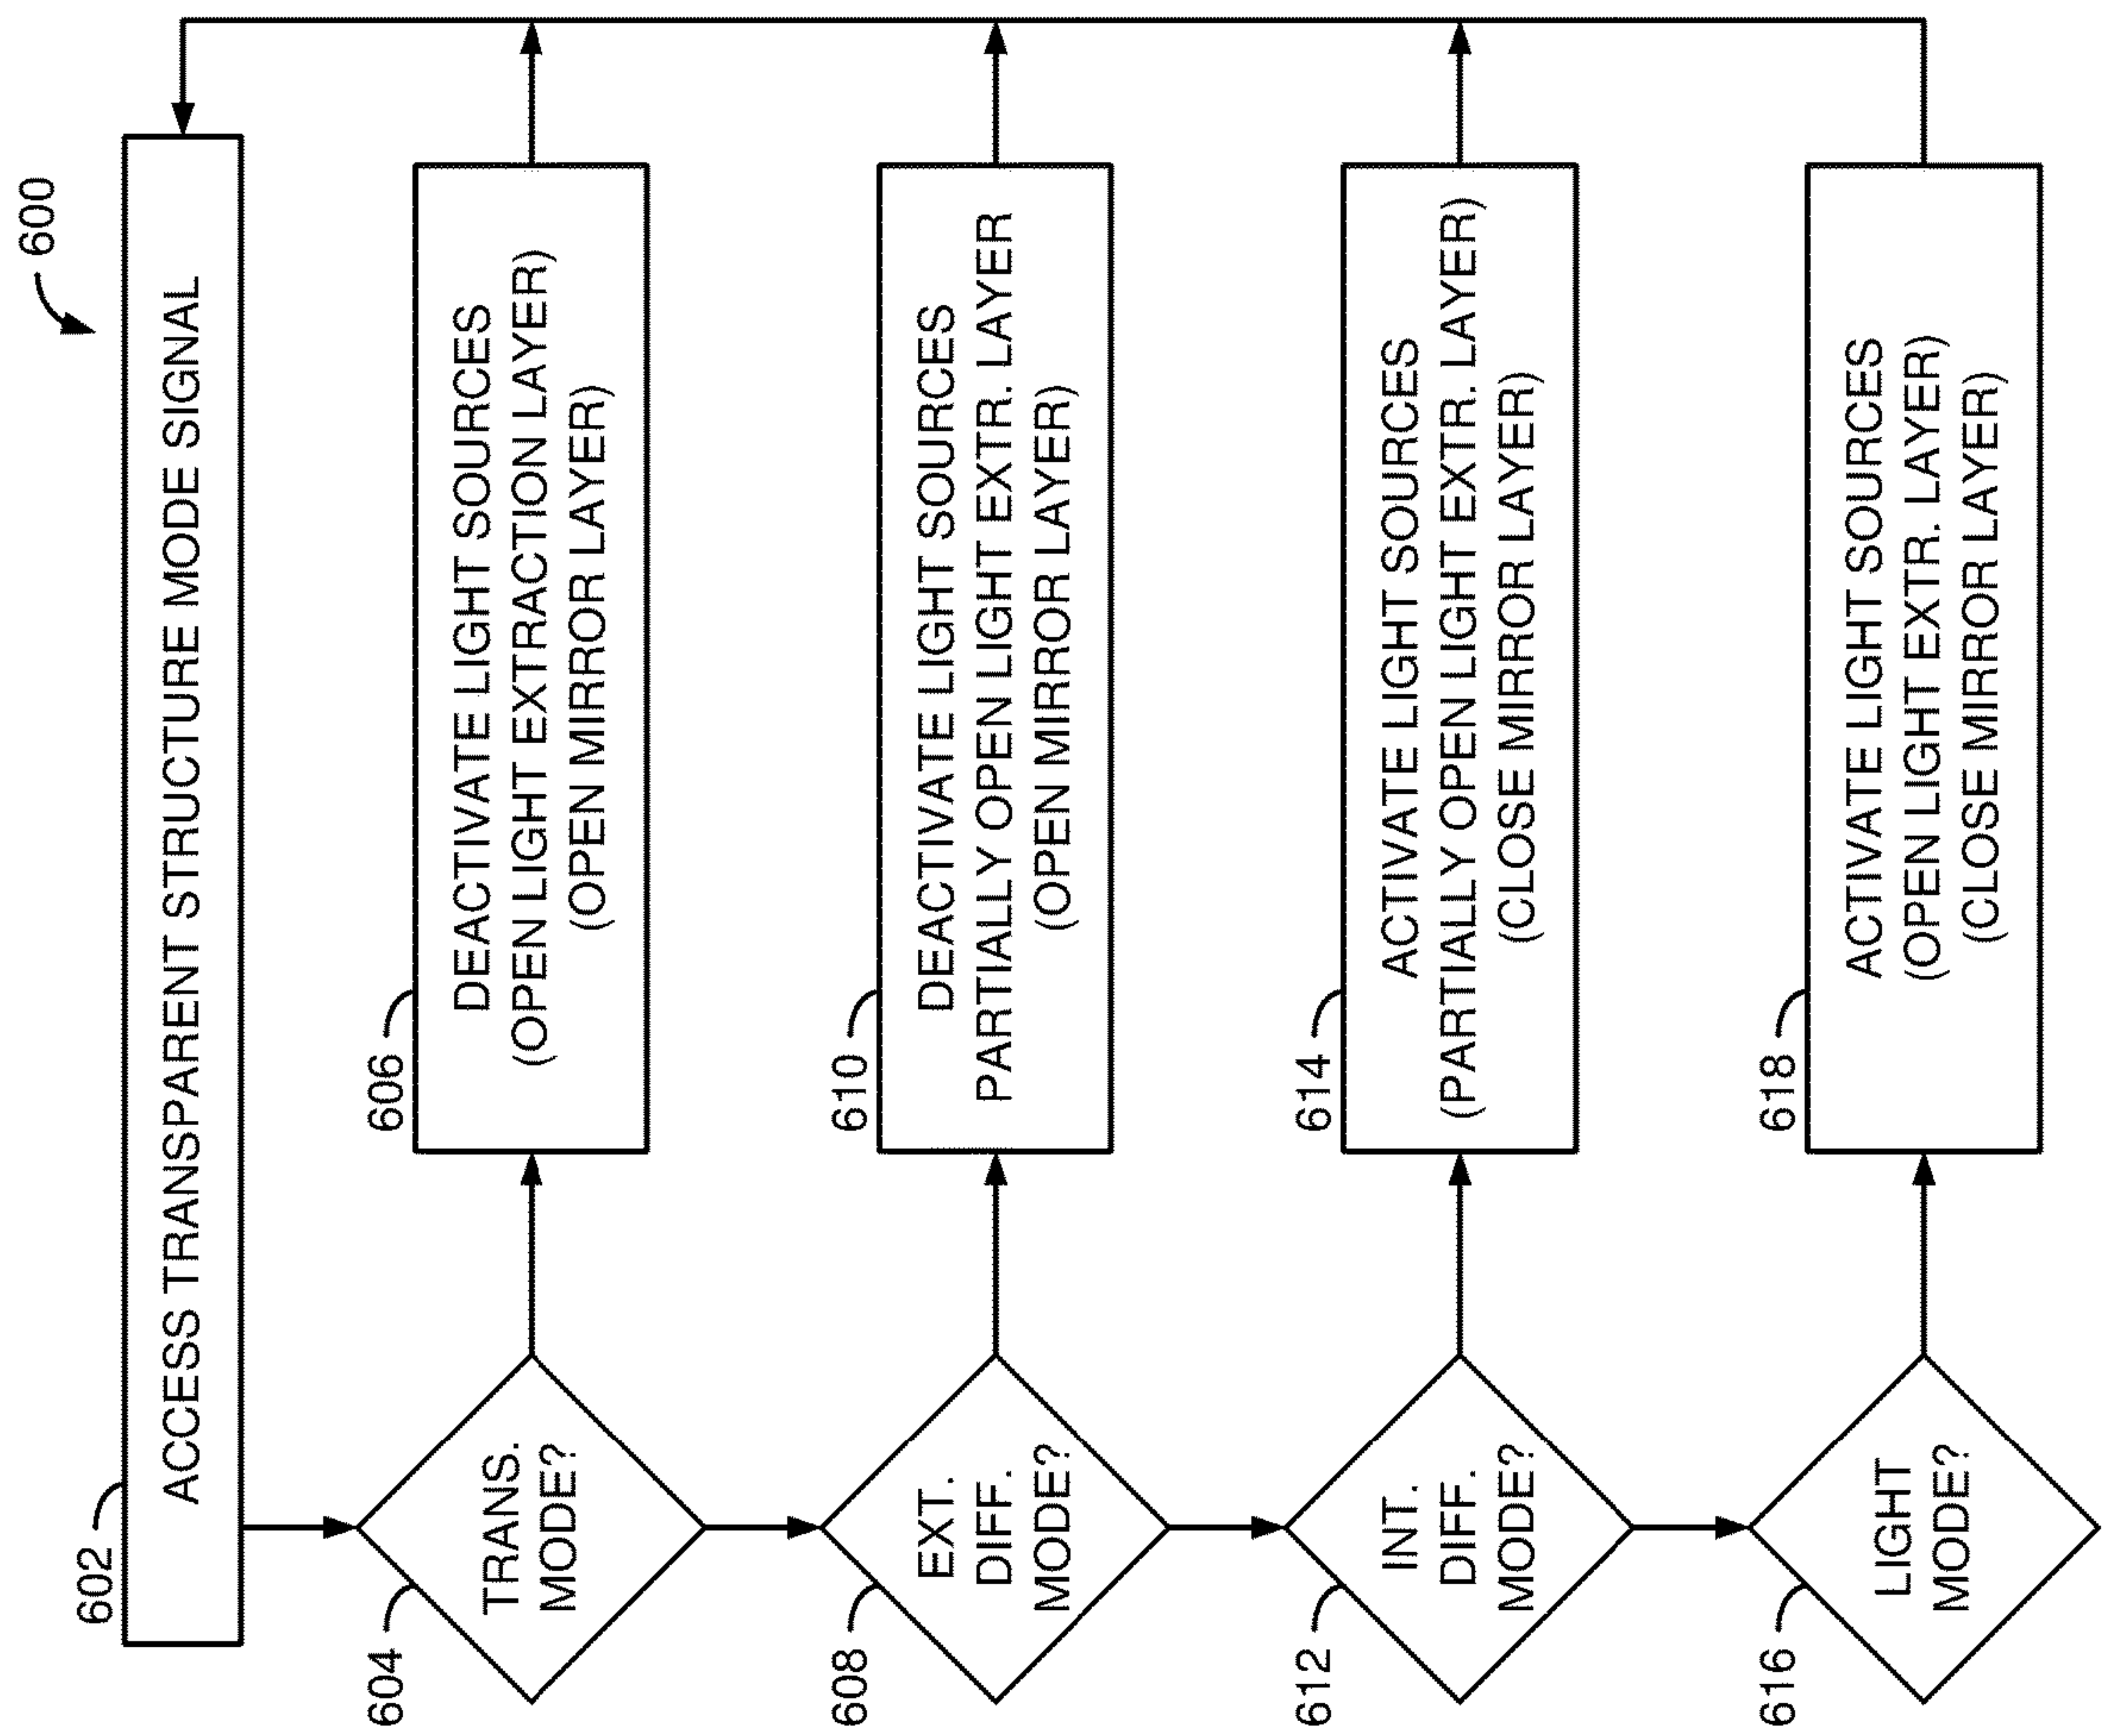 600
602
ACCESS TRANSPARENT STRUCTURE MODE SIGNAL
604
TRANS.
MODE?
606
DEACTIVATE LIGHT SOURCES
(OPEN LIGHT EXTRACTION LAYER)
(OPEN MIRROR LAYER)
608
EXT.
DIFF.
MODE?
610
DEACTIVATE LIGHT SOURCES
PARTIALLY OPEN LIGHT EXTR. LAYER
(OPEN MIRROR LAYER)
612
INT.
DIFF.
MODE?
614
ACTIVATE LIGHT SOURCES
(PARTIALLY OPEN LIGHT EXTR. LAYER)
(CLOSE MIRROR LAYER)
616
LIGHT
MODE?
618
ACTIVATE LIGHT SOURCES
(OPEN LIGHT EXTR. LAYER)
(CLOSE MIRROR LAYER)